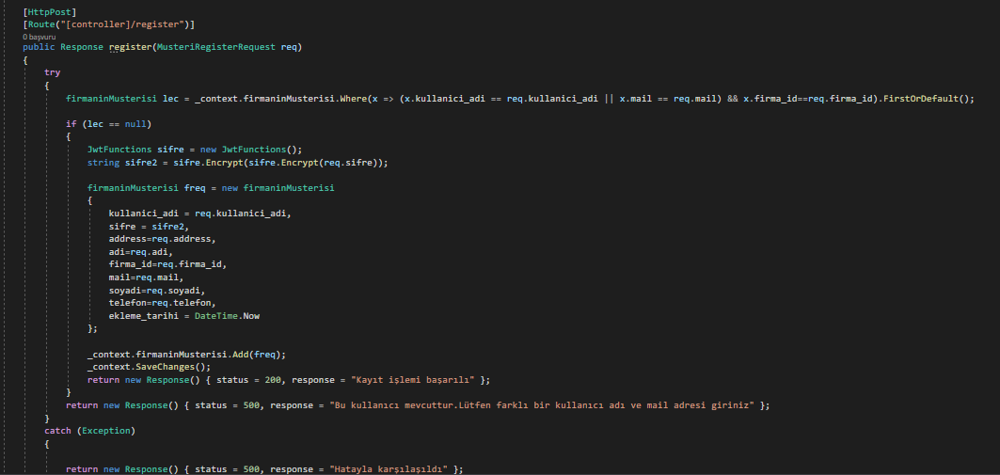 [HttpPost]
[Route("[controller]/register")]
0 başvuru
public Response register(MusteriRegisterRequest req)
{
try
{
firmaninMusterisi lec = _context.firmaninMusterisi.Where(x => (x.kullanici_adi == req.kullanici_adi || x.mail == req.mail) && x.firma_id==req.firma_id).FirstOrDefault();
if (lec == null)
{
JwtFunctions sifre = new JwtFunctions();
string sifre2 = sifre.Encrypt(sifre.Encrypt(req.sifre));
firmaninMusterisi freq = new firmaninMusterisi
{
kullanici_adi = req.kullanici_adi,
sifre = sifre2,
address=req.address,
adi=req.adi,
firma_id=req.firma_id,
mail=req.mail,
soyadi=req.soyadi,
telefon=req.telefon,
ekleme_tarihi = DateTime.Now
};
_context.firmaninMusterisi.Add(freq);
_context.SaveChanges();
return new Response() { status = 200, response = "Kayıt işlemi başarılı" };
}
return new Response() { status = 500, response = "Bu kullanıcı mevcuttur.Lütfen farklı bir kullanıcı adı ve mail adresi giriniz" };
}
catch (Exception)
{
return new Response() { status = 500, response = "Hatayla karşılaşıldı" };